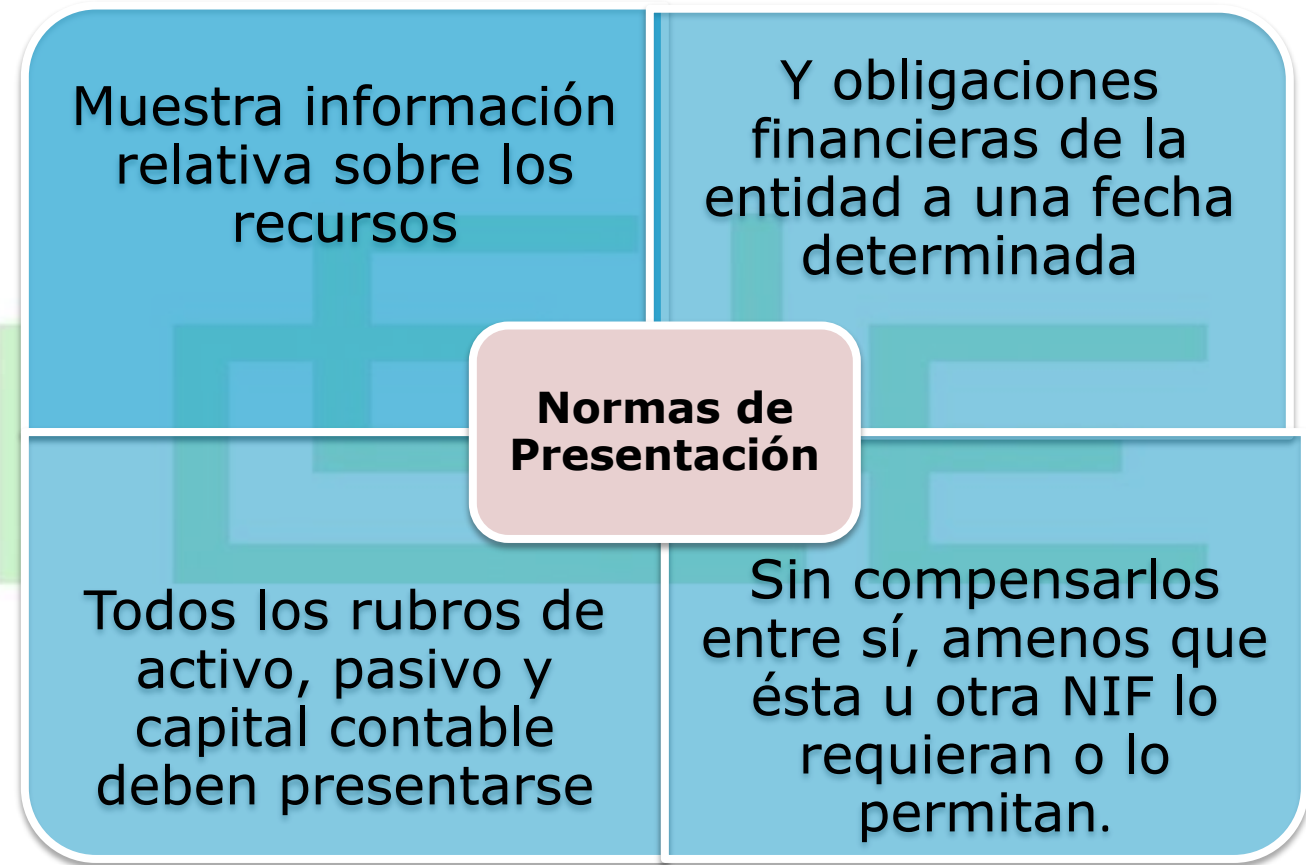 Muestra información
relativa sobre los
recursos
Y obligaciones
financieras de la
entidad a una fecha
determinada
Normas de
Presentación
Todos los rubros de
activo, pasivo y
capital contable
deben presentarse
Sin compensarlos
entre sí, amenos que
ésta u otra NIF lo
requieran o lo
permitan.